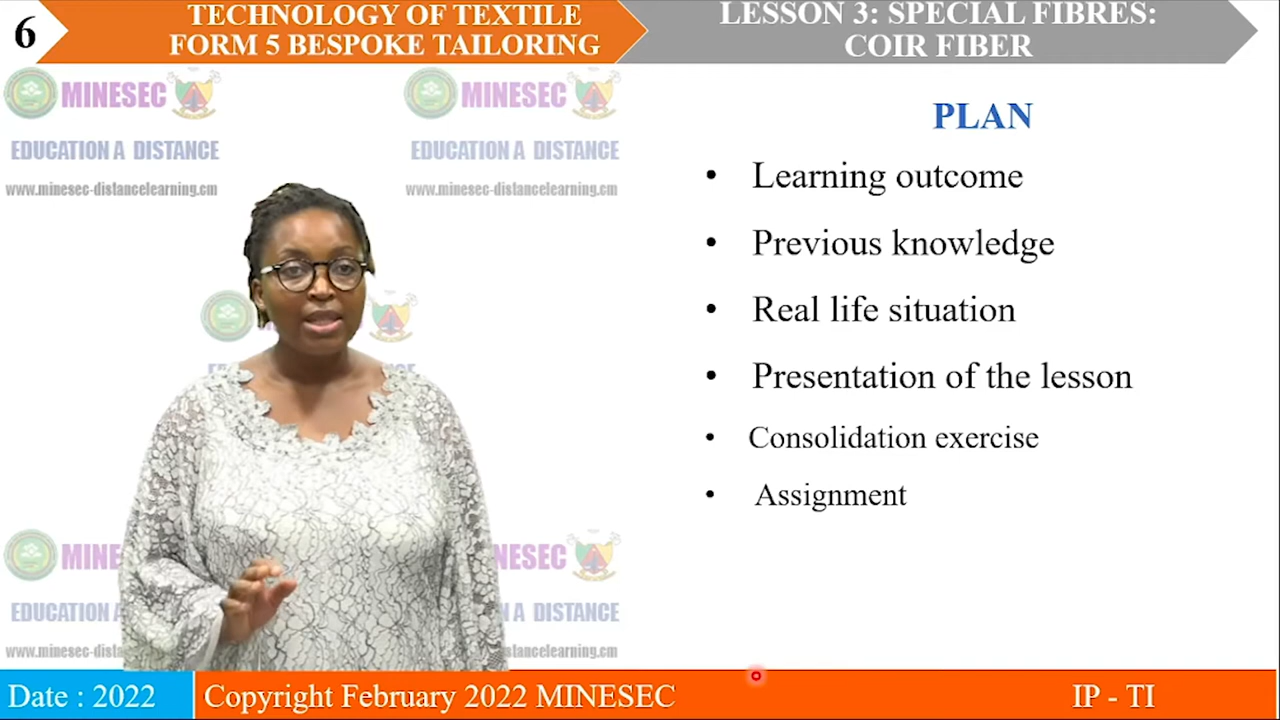 6
TECHNOLOGY OF TEXTILE
FORM 5 BESPOKE TAILORING
LESSON 3: SPECIAL FIBRES:
COIR FIBER
MINESEC
EDUCATION A DISTANCE
www.minesec-distancelearning.cm
MINESEC
EDUCATION A DISTANCE
www.minesec-distancelearning.cm
PLAN
• Learning outcome
• Previous knowledge
• Real life situation
• Presentation of the lesson
• Consolidation exercise
• Assignment
MINE
EDUCATION A
www.minesec-dista
NESEC
N A DISTANCE
stancelearning.cm
Date : 2022
Copyright February 2022 MINESEC
IP - TI